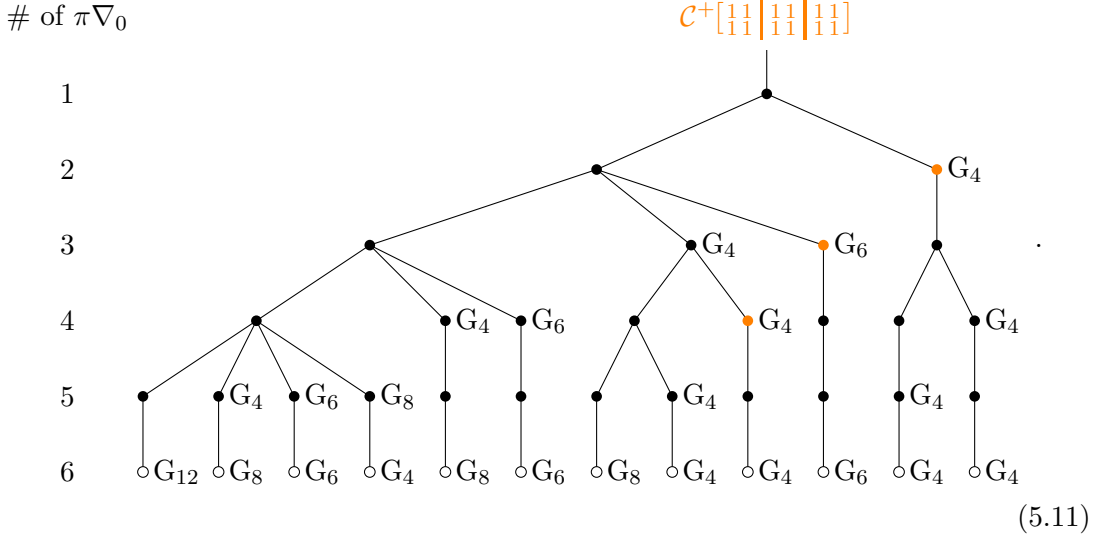 # of π∇₀ C⁺[11 11 | 11 11 | 11 11]
1
2 G₄
3 G₄ G₆ .
4 G₄ G₆ G₄ G₄
5 G₄ G₆ G₈ G₄ G₄
6 G₁₂ G₈ G₆ G₄ G₈ G₆ G₈ G₄ G₄ G₆ G₄ G₄
(5.11)